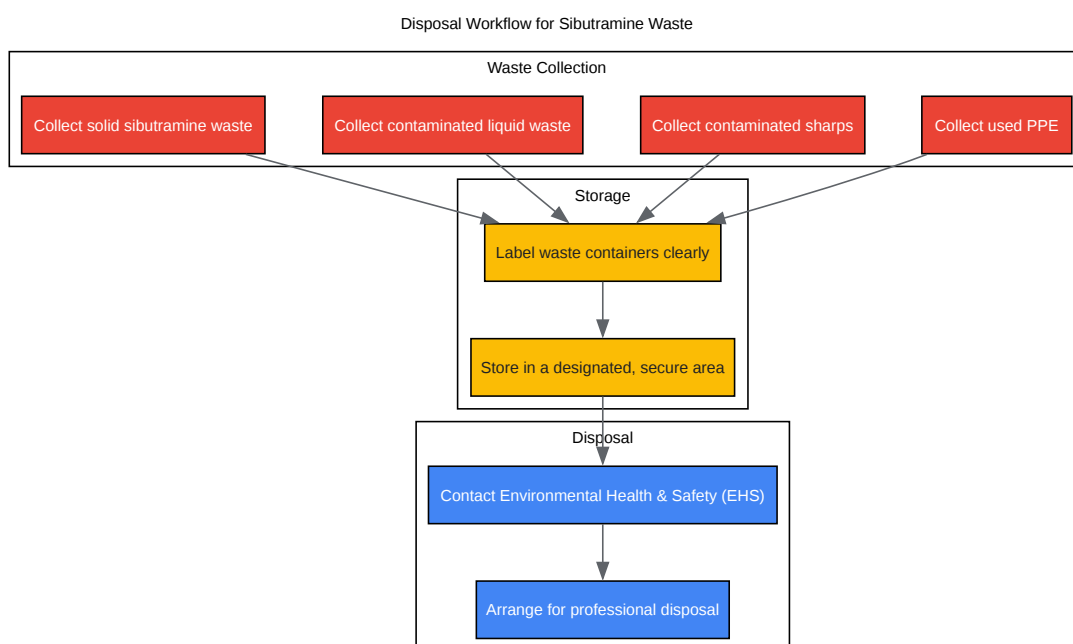 Disposal Workflow for Sibutramine Waste
Waste Collection
Collect solid sibutramine waste
Collect contaminated liquid waste
Collect contaminated sharps
Collect used PPE
Storage
Label waste containers clearly
Store in a designated, secure area
Disposal
Contact Environmental Health & Safety (EHS)
Arrange for professional disposal